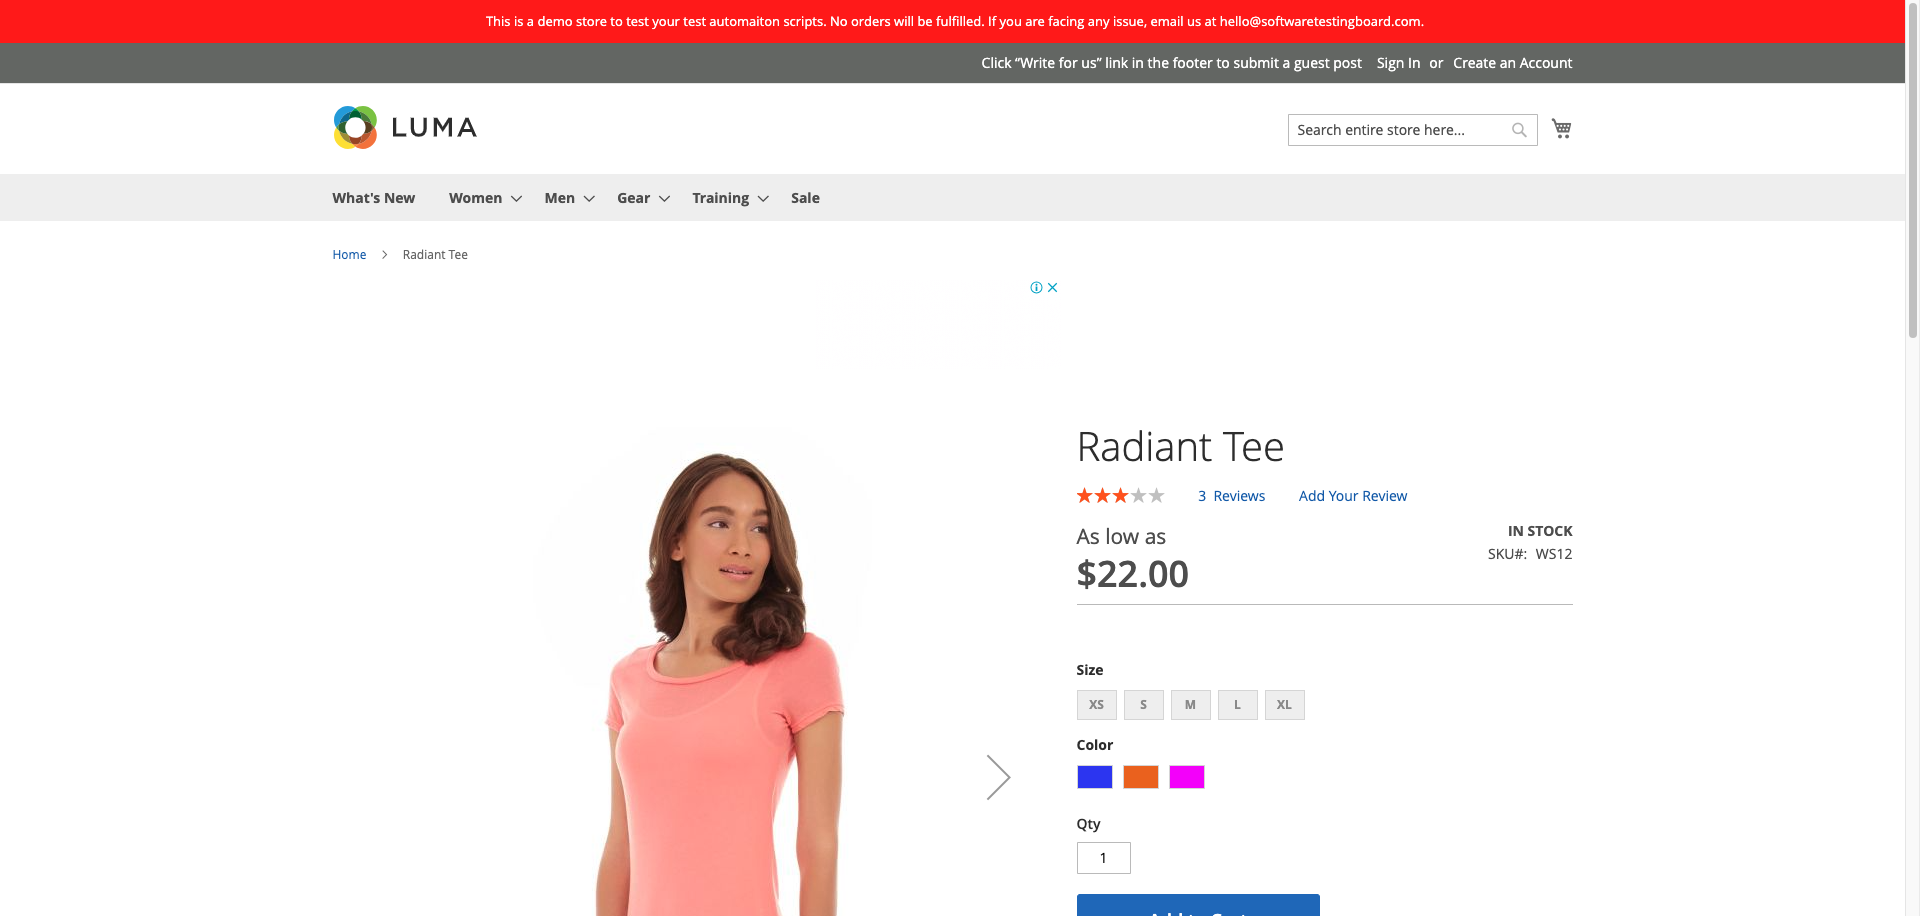 This is a demo store to test your test automaiton scripts. No orders will be fulfilled. If you are facing any issue, email us at hello@softwaretestingboard.com.
Click “Write for us” link in the footer to submit a guest post Sign In or Create an Account
LUMA
Search entire store here...
What's New Women Men Gear Training Sale
Home Radiant Tee
Radiant Tee
3 Reviews Add Your Review
As low as
$22.00
IN STOCK
SKU#: WS12
Size
XS S M L XL
Color
Qty
1
Add to Cart